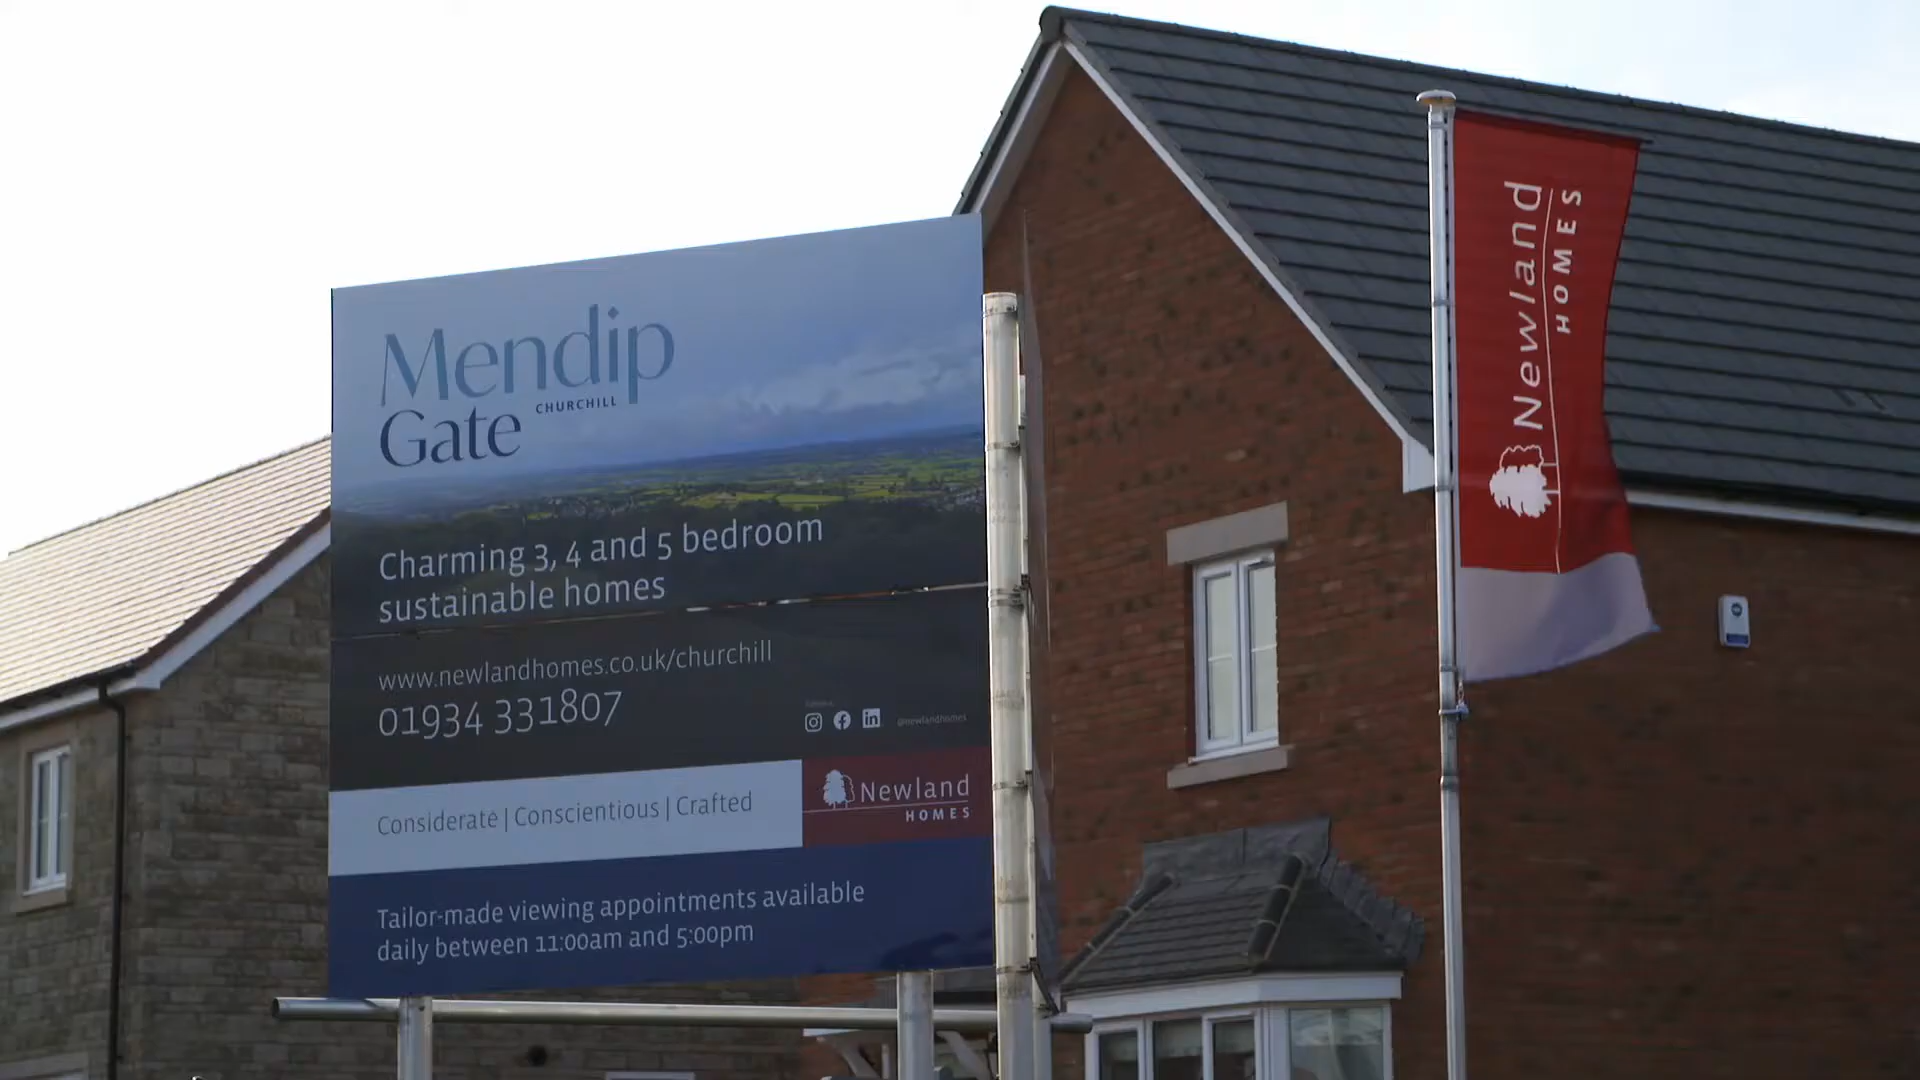 Mendip
Gate CHURCHILL
Charming 3, 4 and 5 bedroom
sustainable homes
www.newlandhomes.co.uk/churchill
01934 331807
@newlandhomes
Considerate | Conscientious | Crafted
Newland
HOMES
Tailor-made viewing appointments available
daily between 11:00am and 5:00pm
Newland
HOMES